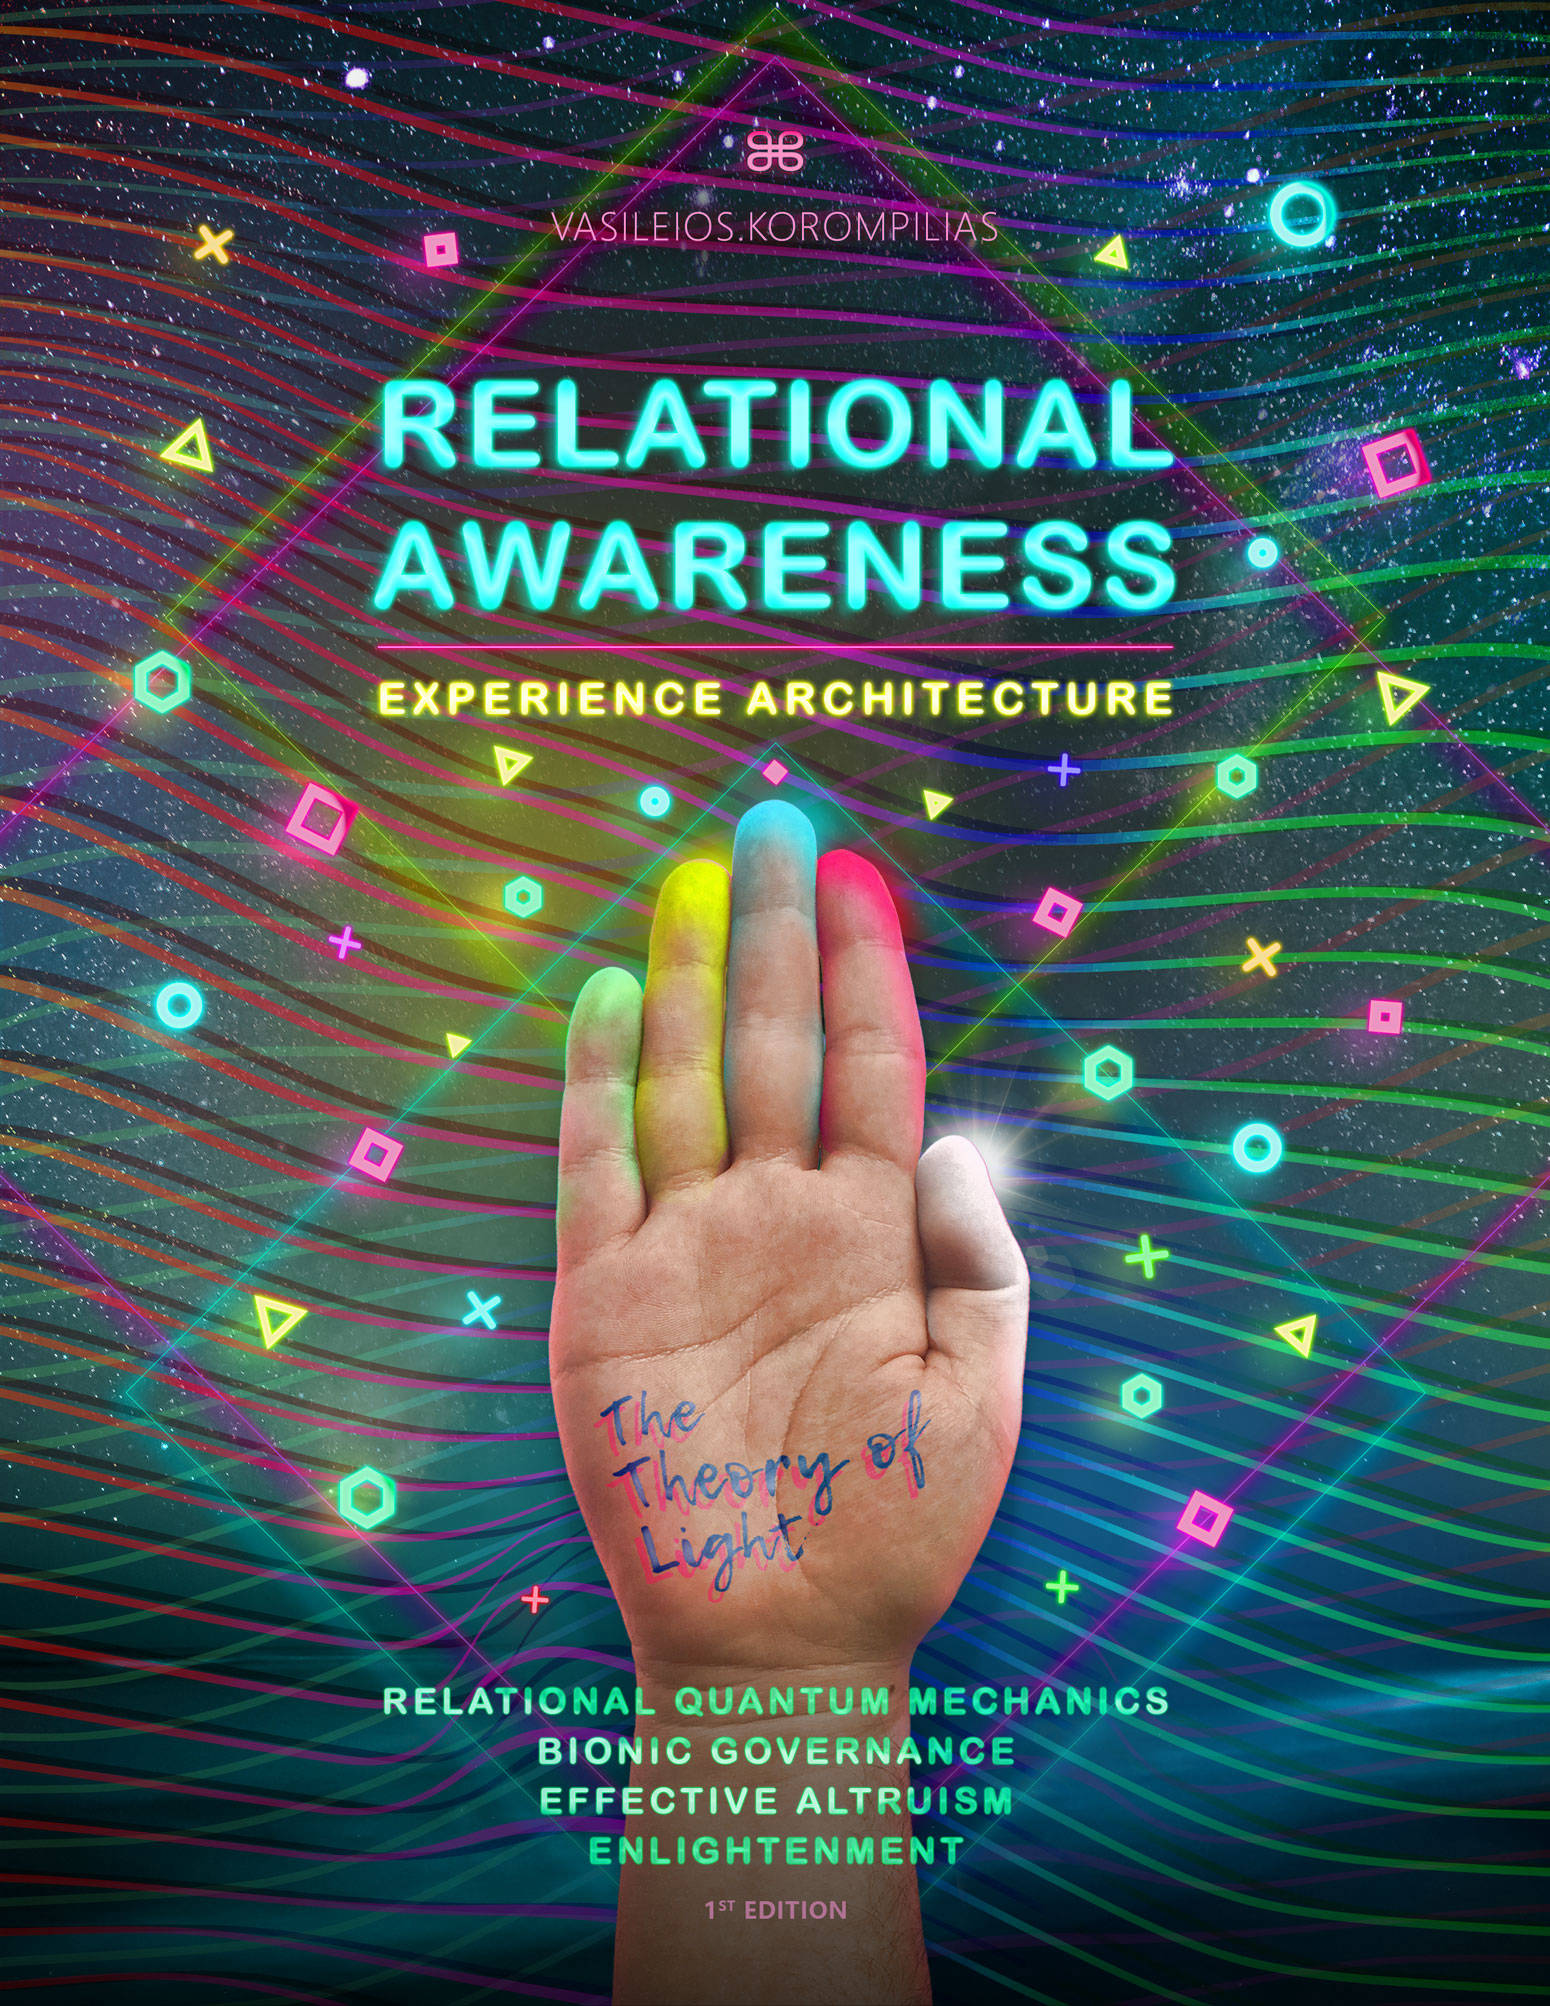 VASILEIOS.KOROMPILIAS
RELATIONAL
AWARENESS
EXPERIENCE ARCHITECTURE
The
Theory of
Light
RELATIONAL QUANTUM MECHANICS
BIONIC GOVERNANCE
EFFECTIVE ALTRUISM
ENLIGHTENMENT
1ST EDITION